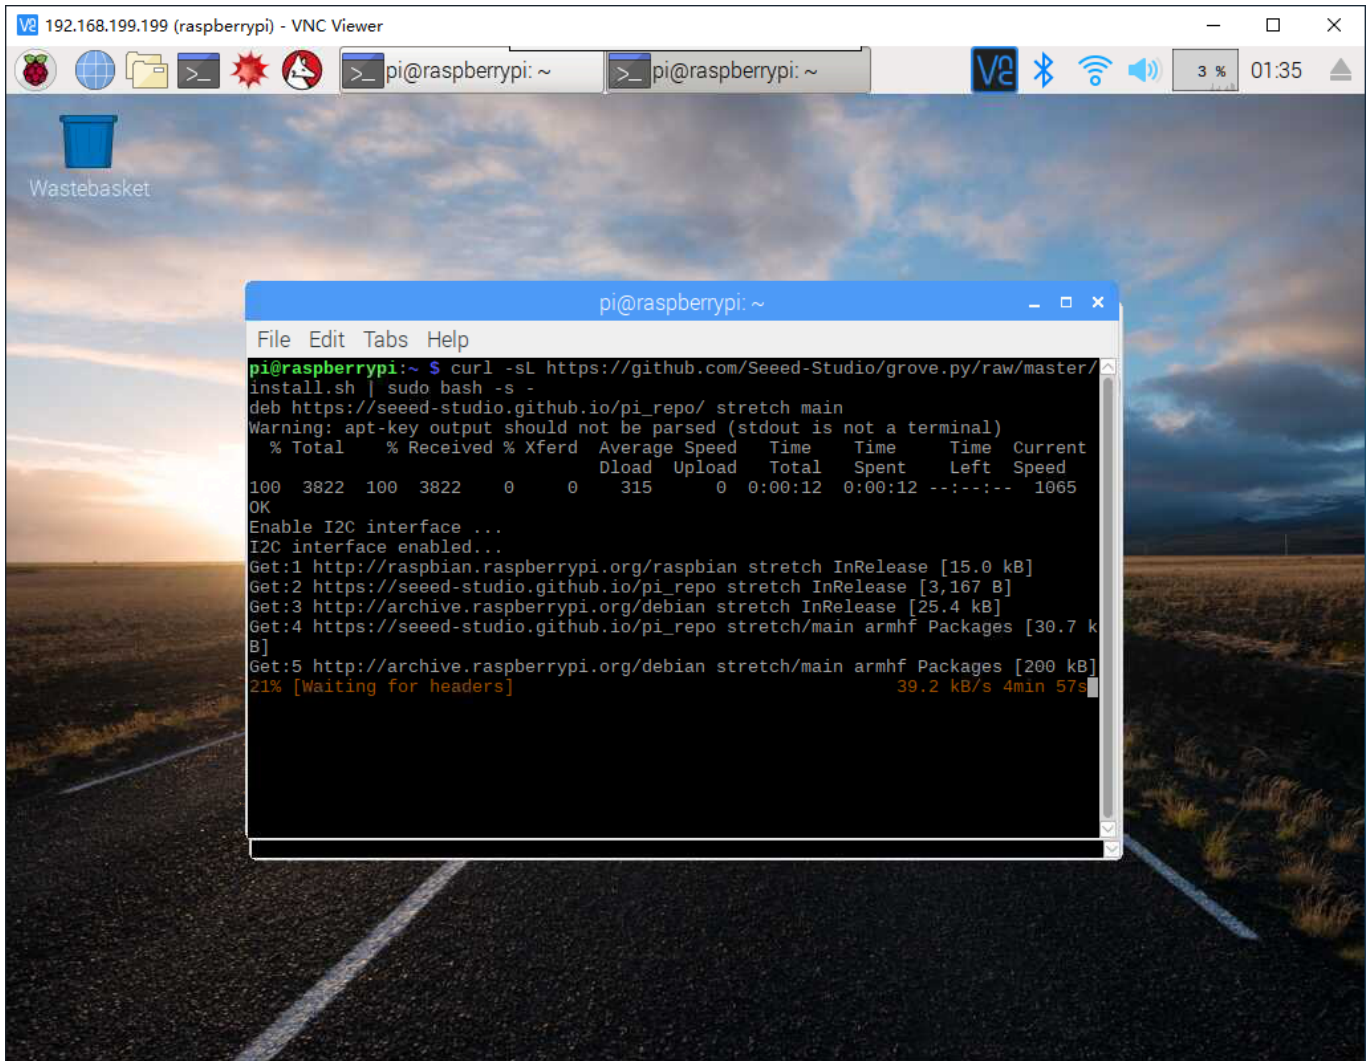 192.168.199.199 (raspberrypi) - VNC Viewer
pi@raspberrypi: ~
pi@raspberrypi: ~
3 %
01:35
Wastebasket
pi@raspberrypi: ~
File Edit Tabs Help
pi@raspberrypi:~ $ curl -sL https://github.com/Seeed-Studio/grove.py/raw/master/
install.sh | sudo bash -s -
deb https://seeed-studio.github.io/pi_repo/ stretch main
Warning: apt-key output should not be parsed (stdout is not a terminal)
% Total % Received % Xferd Average Speed Time Time Time Current
Dload Upload Total Spent Left Speed
100 3822 100 3822 0 0 315 0 0:00:12 0:00:12 --:--:-- 1065
OK
Enable I2C interface ...
I2C interface enabled...
Get:1 http://raspbian.raspberrypi.org/raspbian stretch InRelease [15.0 kB]
Get:2 https://seeed-studio.github.io/pi_repo stretch InRelease [3,167 B]
Get:3 http://archive.raspberrypi.org/debian stretch InRelease [25.4 kB]
Get:4 https://seeed-studio.github.io/pi_repo stretch/main armhf Packages [30.7 k
B]
Get:5 http://archive.raspberrypi.org/debian stretch/main armhf Packages [200 kB]
21% [Waiting for headers] 39.2 kB/s 4min 57s